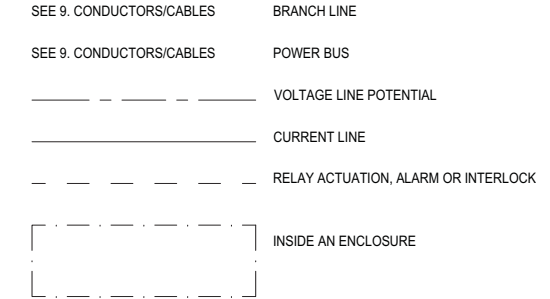 SEE 9. CONDUCTORS/CABLES BRANCH LINE
SEE 9. CONDUCTORS/CABLES POWER BUS
VOLTAGE LINE POTENTIAL
CURRENT LINE
RELAY ACTUATION, ALARM OR INTERLOCK
INSIDE AN ENCLOSURE